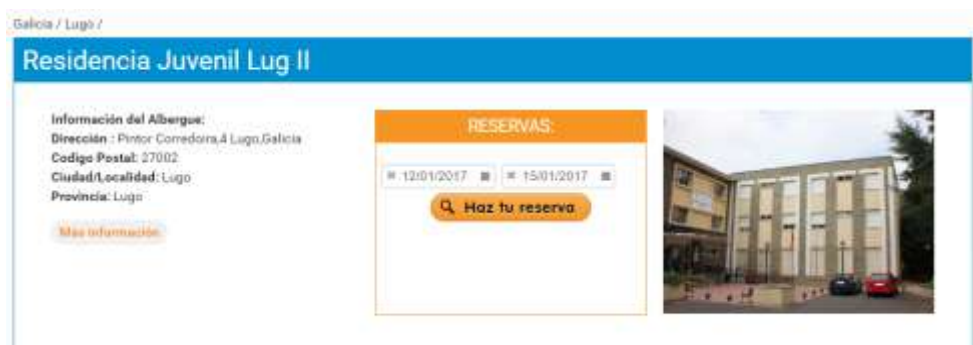 Galicia / Lugo /
Residencia Juvenil Lug II
Información del Albergue:
Dirección : Pintor Corredoira,4 Lugo,Galicia
Codigo Postal: 27002
Ciudad/Localidad: Lugo
Provincia: Lugo
Mas información
RESERVAS:
12/01/2017 15/01/2017
Haz tu reserva